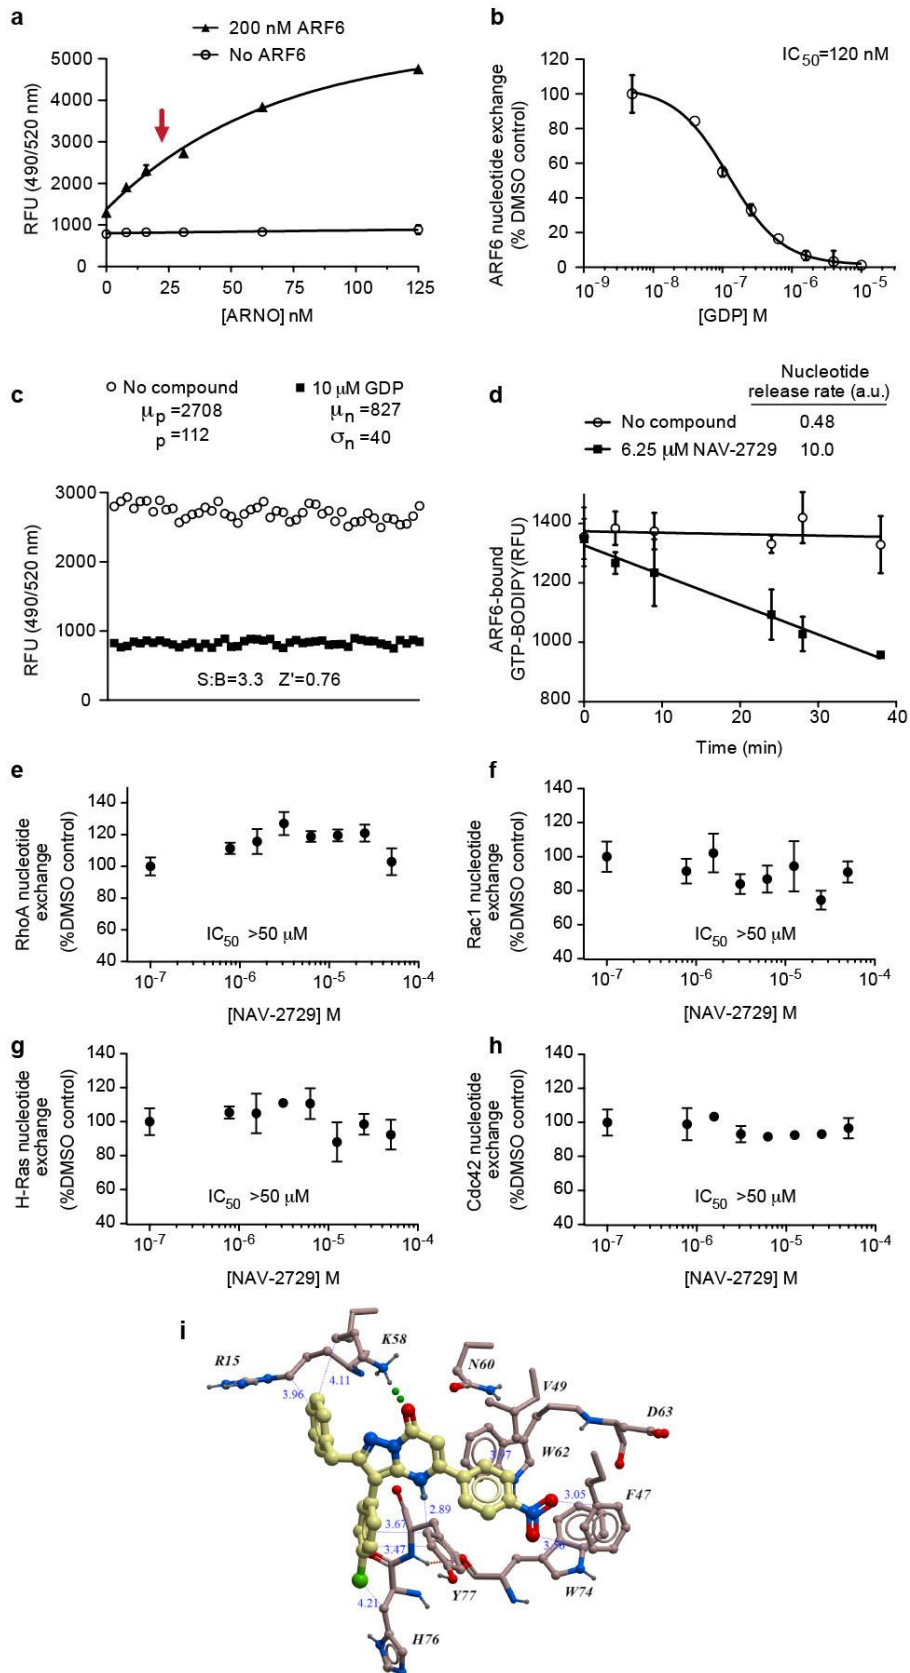 a
200 nM ARF6
No ARF6
RFU (490/520 nm)
5000
4000
3000
2000
1000
0
0 25 50 75 100 125
[ARNO] nM
b
IC50=120 nM
ARF6 nucleotide exchange
(% DMSO control)
120
100
80
60
40
20
0
10-9 10-8 10-7 10-6 10-5
[GDP] M
c
No compound 10 µM GDP
µp=2708 µn=827
p=112 σn=40
RFU (490/520 nm)
3000
2000
1000
0
S:B=3.3 Z'=0.76
d
Nucleotide
release rate (a.u.)
No compound 0.48
6.25 µM NAV-2729 10.0
ARF6-bound
GTP-BODIPY(RFU)
1400
1200
1000
800
0 10 20 30 40
Time (min)
e
RhoA nucleotide
exchange
(%DMSO control)
140
120
100
80
60
40
IC50 >50 µM
10-7 10-6 10-5 10-4
[NAV-2729] M
f
Rac1 nucleotide
exchange
(%DMSO control)
140
120
100
80
60
40
IC50 >50 µM
10-7 10-6 10-5 10-4
[NAV-2729] M
g
H-Ras nucleotide
exchange
(%DMSO control)
140
120
100
80
60
40
IC50 >50 µM
10-7 10-6 10-5 10-4
[NAV-2729] M
h
Cdc42 nucleotide
exchange
(%DMSO control)
140
120
100
80
60
40
IC50 >50 µM
10-7 10-6 10-5 10-4
[NAV-2729] M
i
K58
R15
N60
V49
D63
4.11
3.96
W62
3.97
F47
3.05
2.89
3.67
3.47
3.56
Y77
W74
4.21
H76